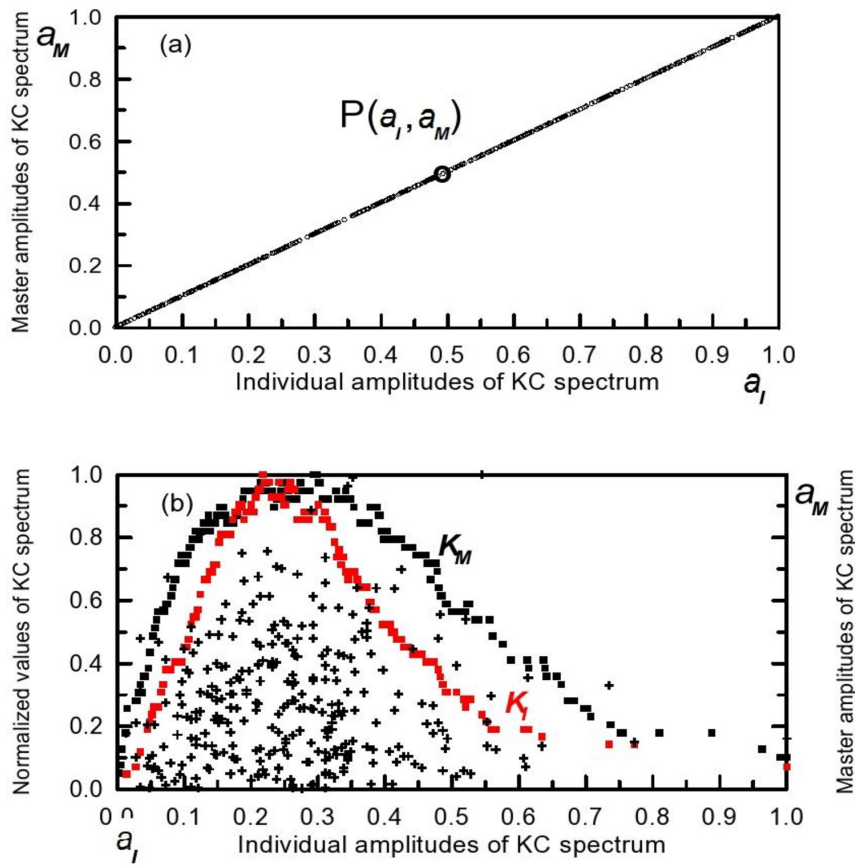 Master amplitudes of KC spectrum
a_M
1.0
0.8
0.6
0.4
0.2
0.0
(a)
P(a_I, a_M)
0.0 0.1 0.2 0.3 0.4 0.5 0.6 0.7 0.8 0.9 1.0
Individual amplitudes of KC spectrum
a_I
Normalized values of KC spectrum
1.0
0.8
0.6
0.4
0.2
0.0
(b)
K_M
K_I
a_M
Master amplitudes of KC spectrum
0.0 0.1 0.2 0.3 0.4 0.5 0.6 0.7 0.8 0.9 1.0
a_I
Individual amplitudes of KC spectrum